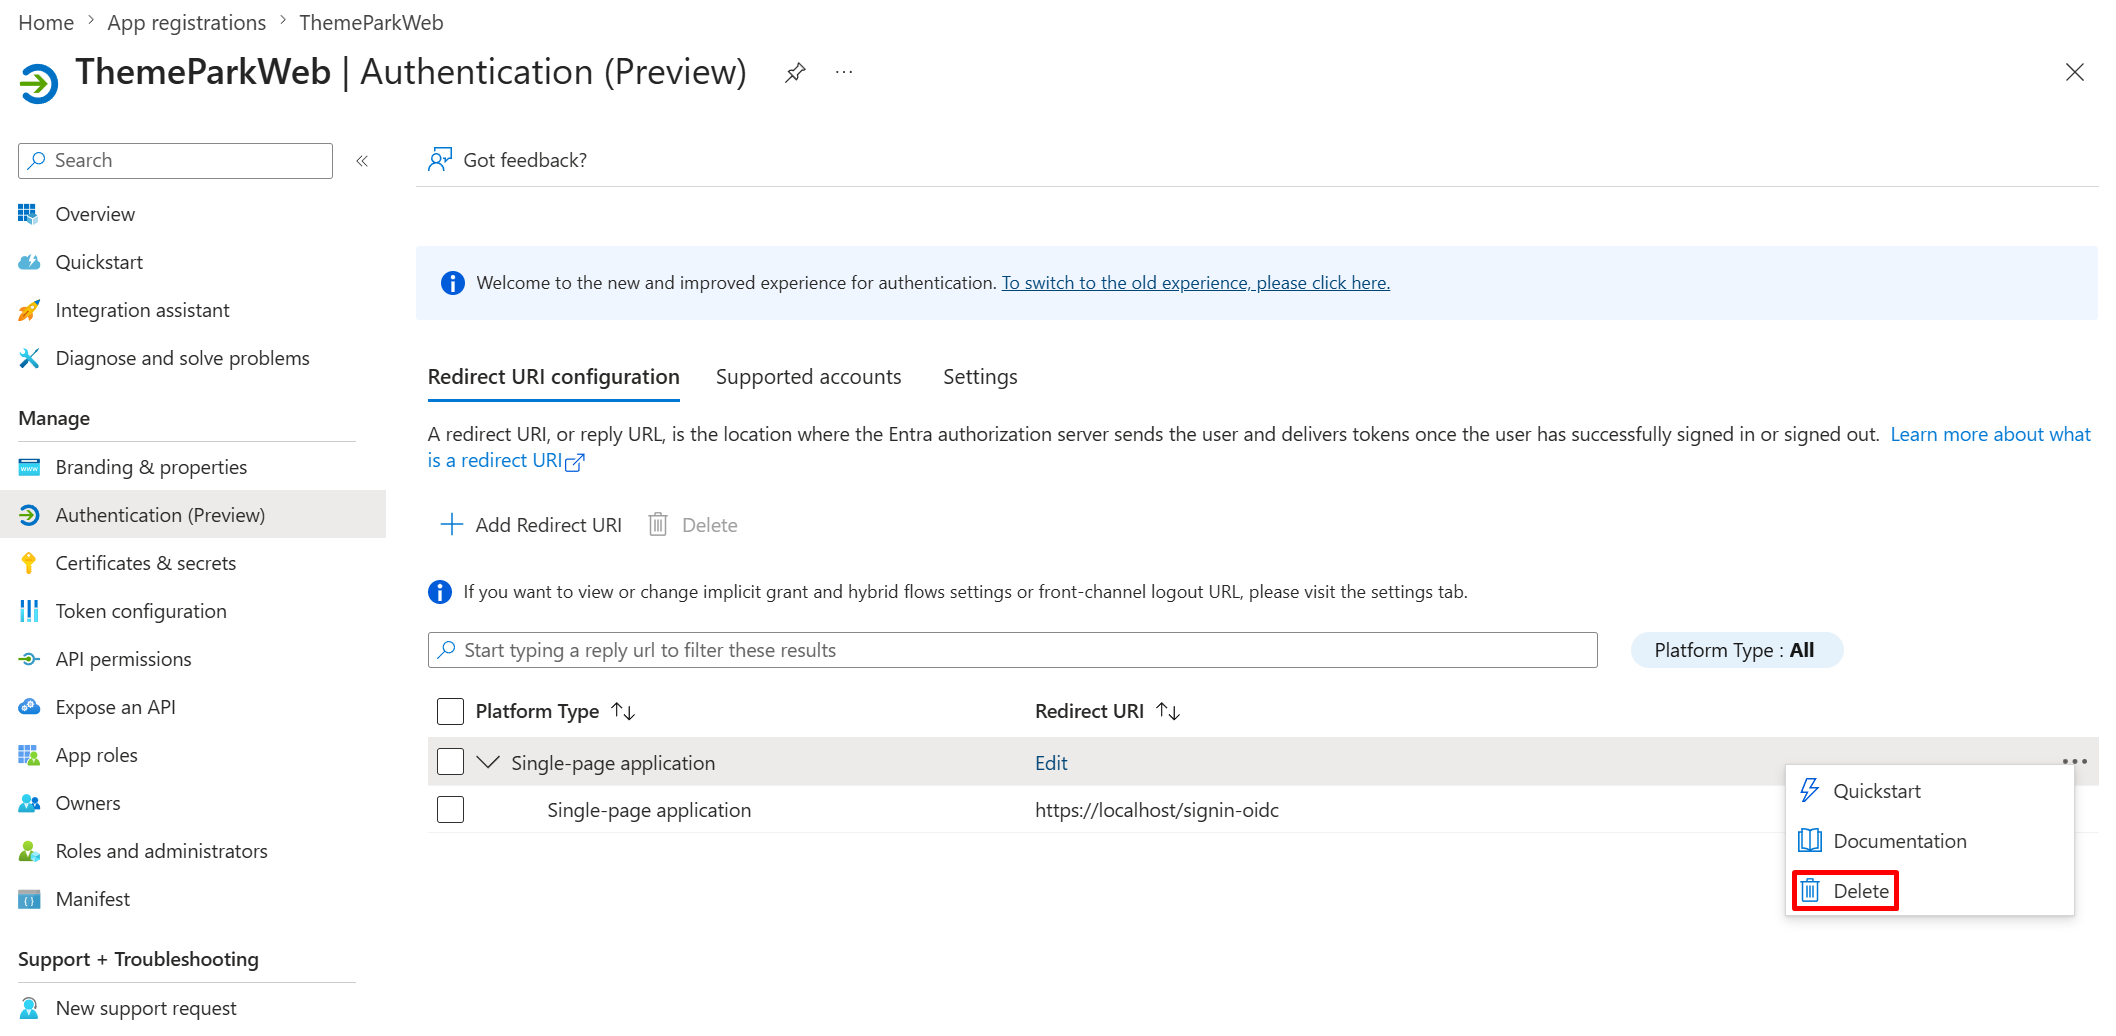 Home > App registrations > ThemeParkWeb
ThemeParkWeb | Authentication (Preview)
Search
Got feedback?
Overview
Quickstart
Integration assistant
Diagnose and solve problems
Manage
Branding & properties
www
Authentication (Preview)
Certificates & secrets
Token configuration
API permissions
Expose an API
App roles
Owners
Roles and administrators
Manifest
Support + Troubleshooting
New support request
Welcome to the new and improved experience for authentication. To switch to the old experience, please click here.
Redirect URI configuration
Supported accounts
Settings
A redirect URI, or reply URL, is the location where the Entra authorization server sends the user and delivers tokens once the user has successfully signed in or signed out. Learn more about what
is a redirect URI
Add Redirect URI
Delete
If you want to view or change implicit grant and hybrid flows settings or front-channel logout URL, please visit the settings tab.
Start typing a reply url to filter these results
Platform Type : All
Platform Type
Redirect URI
Single-page application
Edit
Single-page application
https://localhost/signin-oidc
Quickstart
Documentation
Delete